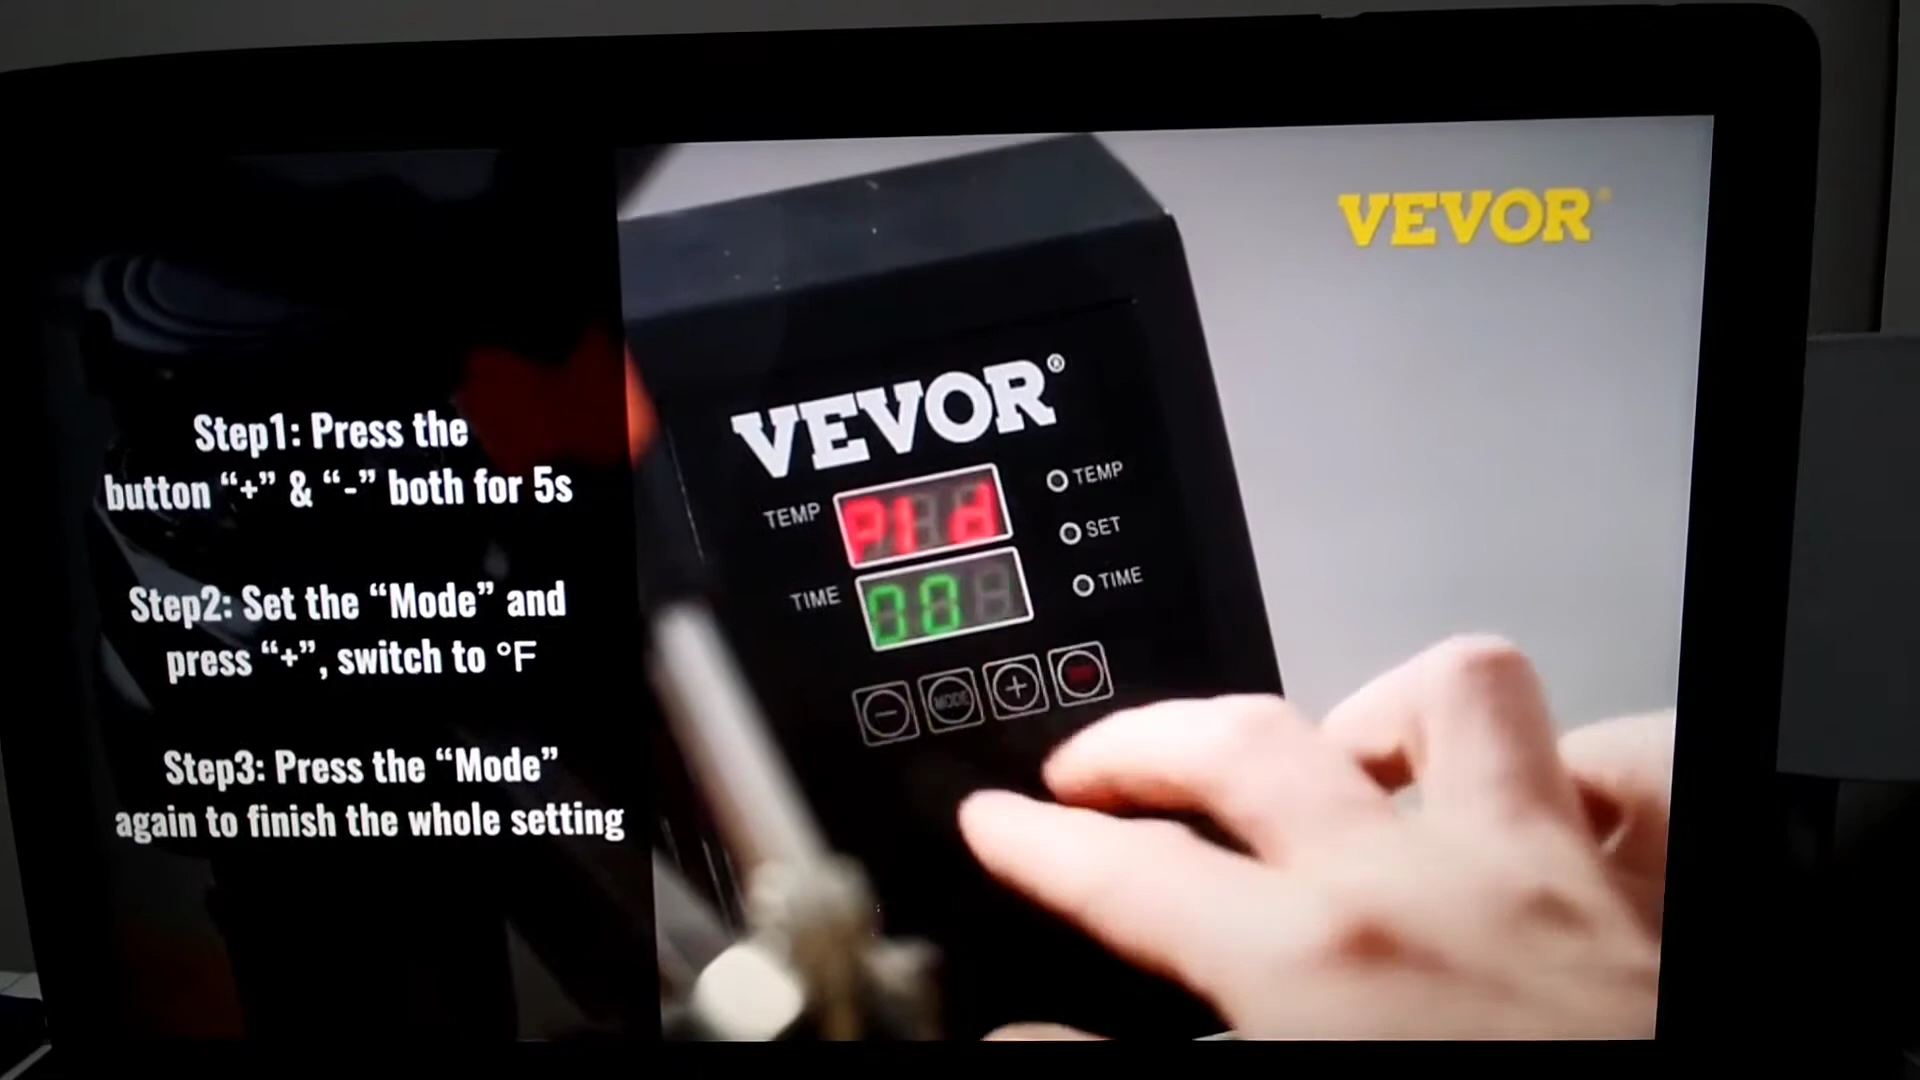 VEVOR®
Step1: Press the
button “+” & “-” both for 5s
Step2: Set the “Mode” and
press “+”, switch to °F
Step3: Press the “Mode”
again to finish the whole setting
VEVOR®
TEMP
TEMP
SET
TIME
TIME
00
- MODE +